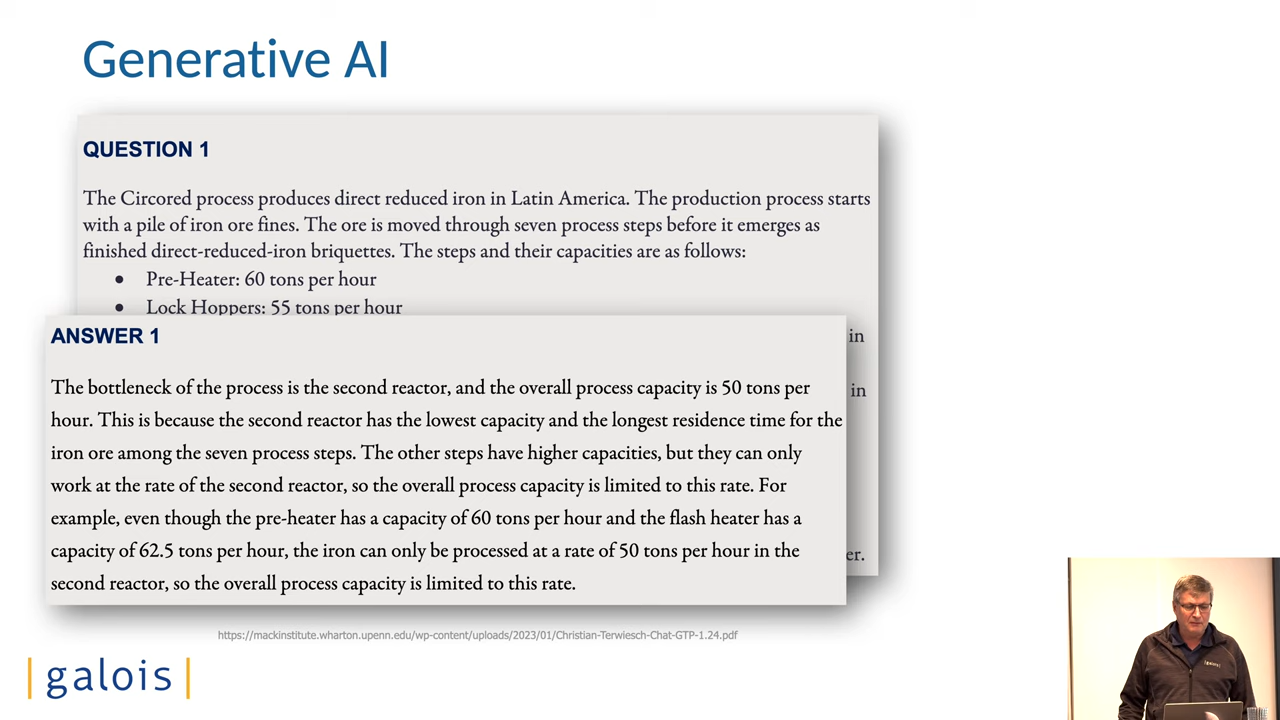 Generative AI
QUESTION 1
The Circored process produces direct reduced iron in Latin America. The production process starts
with a pile of iron ore fines. The ore is moved through seven process steps before it emerges as
finished direct-reduced-iron briquettes. The steps and their capacities are as follows:
• Pre-Heater: 60 tons per hour
• Lock Hoppers: 55 tons per hour
in
in
er.
ANSWER 1
The bottleneck of the process is the second reactor, and the overall process capacity is 50 tons per
hour. This is because the second reactor has the lowest capacity and the longest residence time for the
iron ore among the seven process steps. The other steps have higher capacities, but they can only
work at the rate of the second reactor, so the overall process capacity is limited to this rate. For
example, even though the pre-heater has a capacity of 60 tons per hour and the flash heater has a
capacity of 62.5 tons per hour, the iron can only be processed at a rate of 50 tons per hour in the
second reactor, so the overall process capacity is limited to this rate.
https://mackinstitute.wharton.upenn.edu/wp-content/uploads/2023/01/Christian-Terwiesch-Chat-GTP-1.24.pdf
|galois|
|galois|